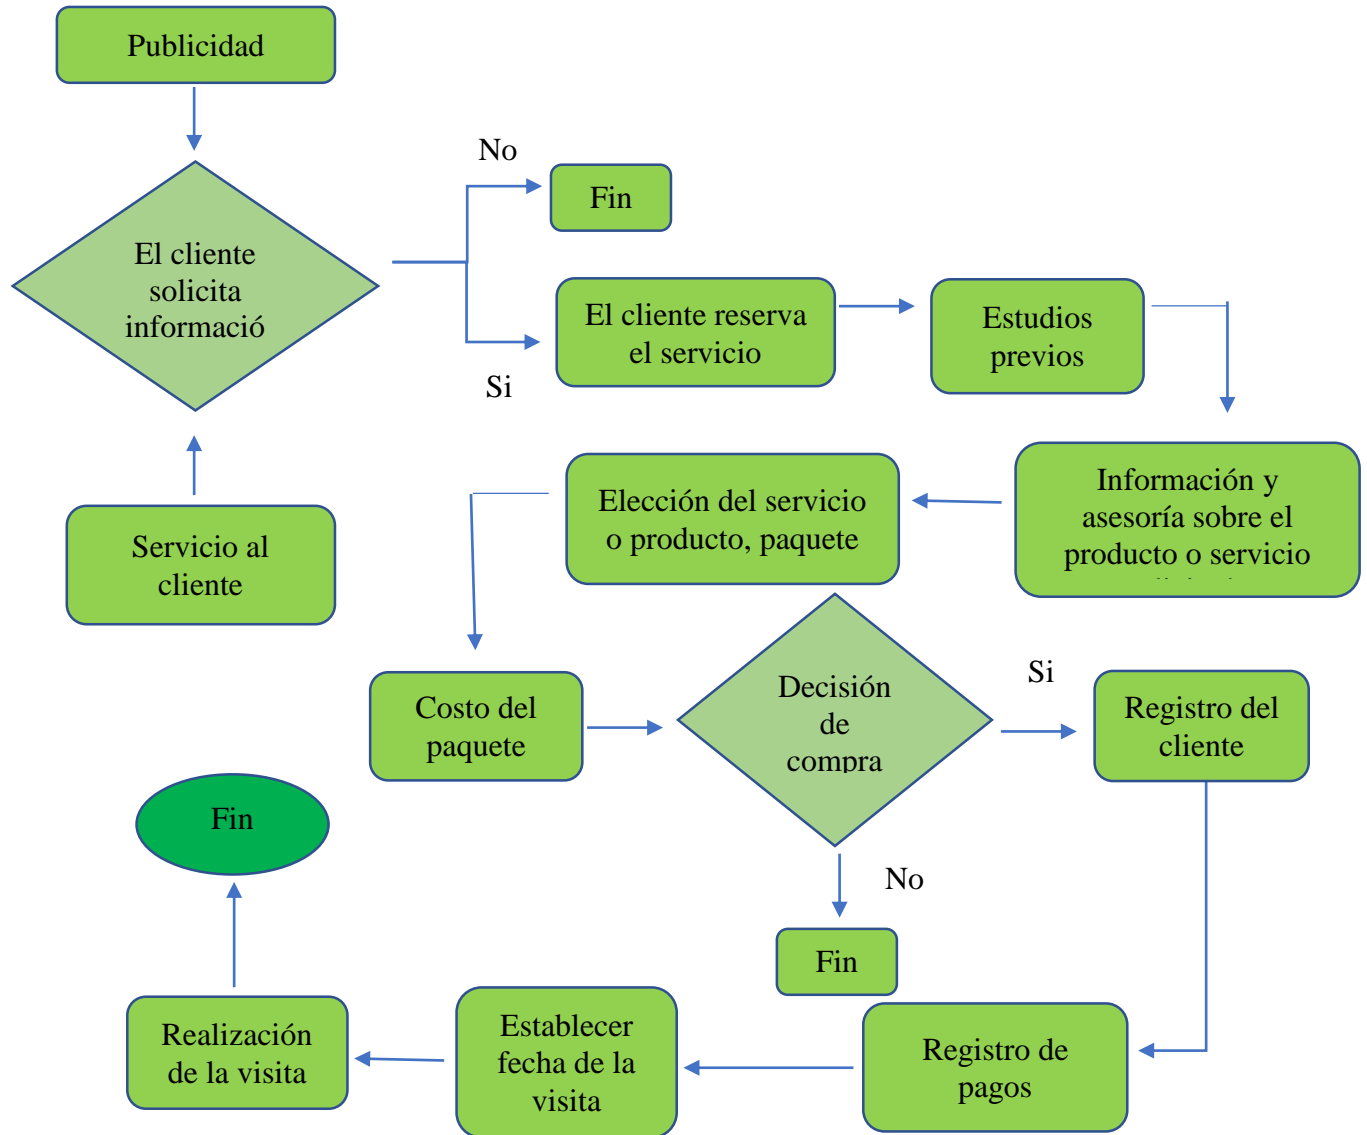 Publicidad
No
Fin
El cliente
solicita
informació
El cliente reserva
el servicio
Estudios
previos
Si
Información y
asesoría sobre el
producto o servicio
Elección del servicio
o producto, paquete
Servicio al
cliente
Si
Costo del
paquete
Decisión
de
compra
Registro del
cliente
Fin
No
Fin
Realización
de la visita
Establecer
fecha de la
visita
Registro de
pagos